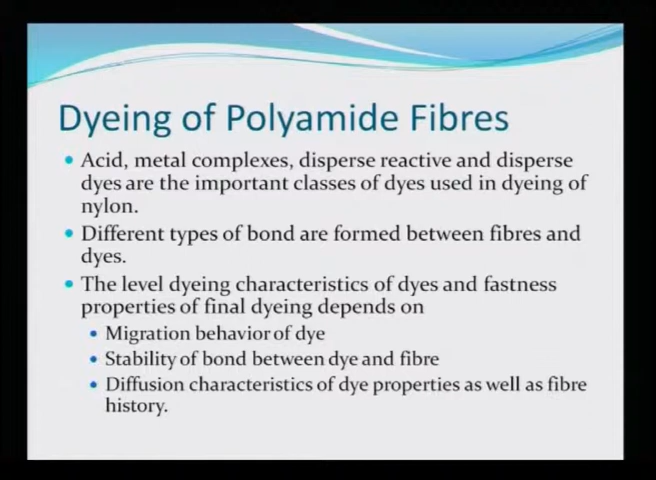 Dyeing of Polyamide Fibres
• Acid, metal complexes, disperse reactive and disperse
dyes are the important classes of dyes used in dyeing of
nylon.
• Different types of bond are formed between fibres and
dyes.
• The level dyeing characteristics of dyes and fastness
properties of final dyeing depends on
• Migration behavior of dye
• Stability of bond between dye and fibre
• Diffusion characteristics of dye properties as well as fibre
history.